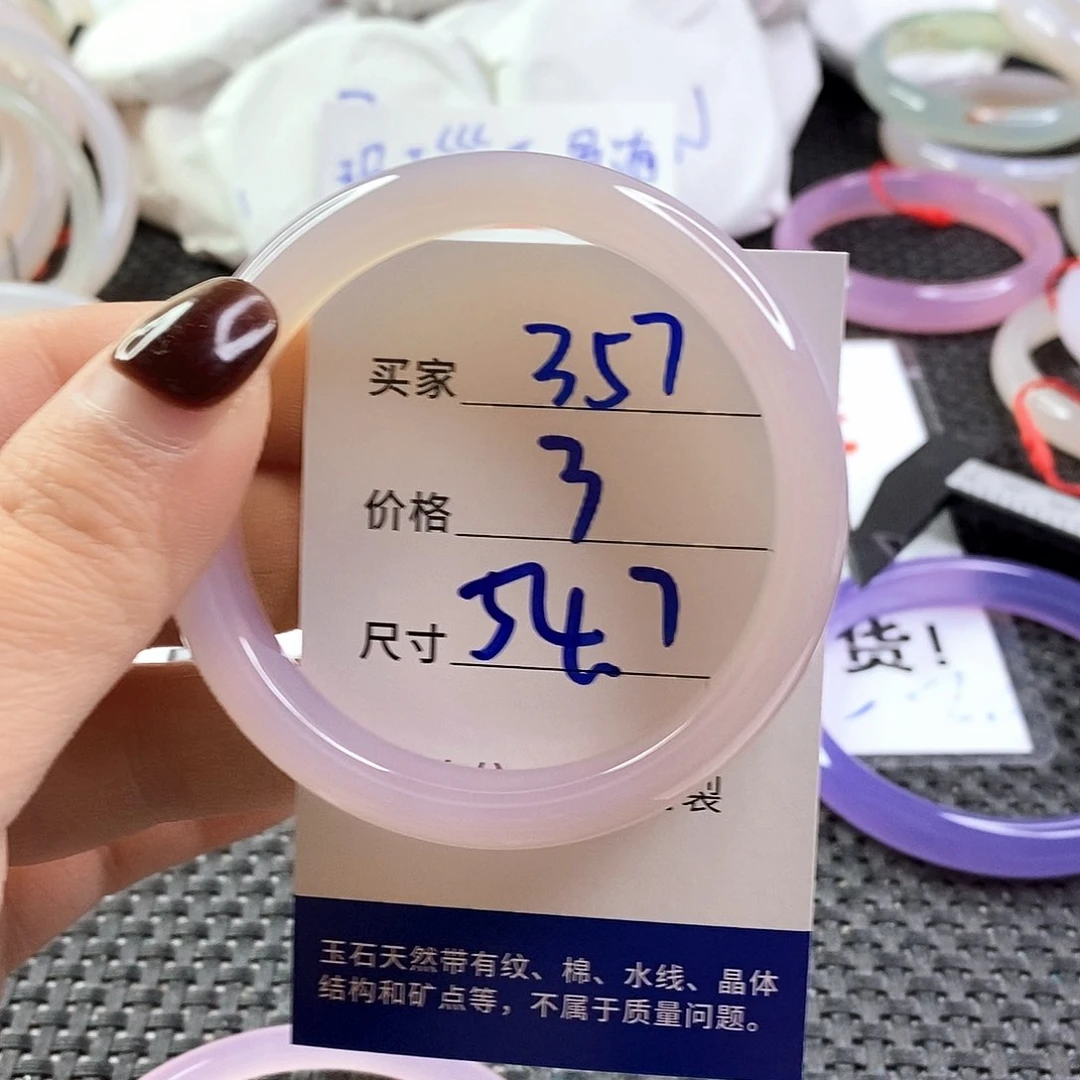 买家 357
价格 3
尺寸 54.7
货!
玉石天然带有纹、棉、水线、晶体
结构和矿点等，不属于质量问题。